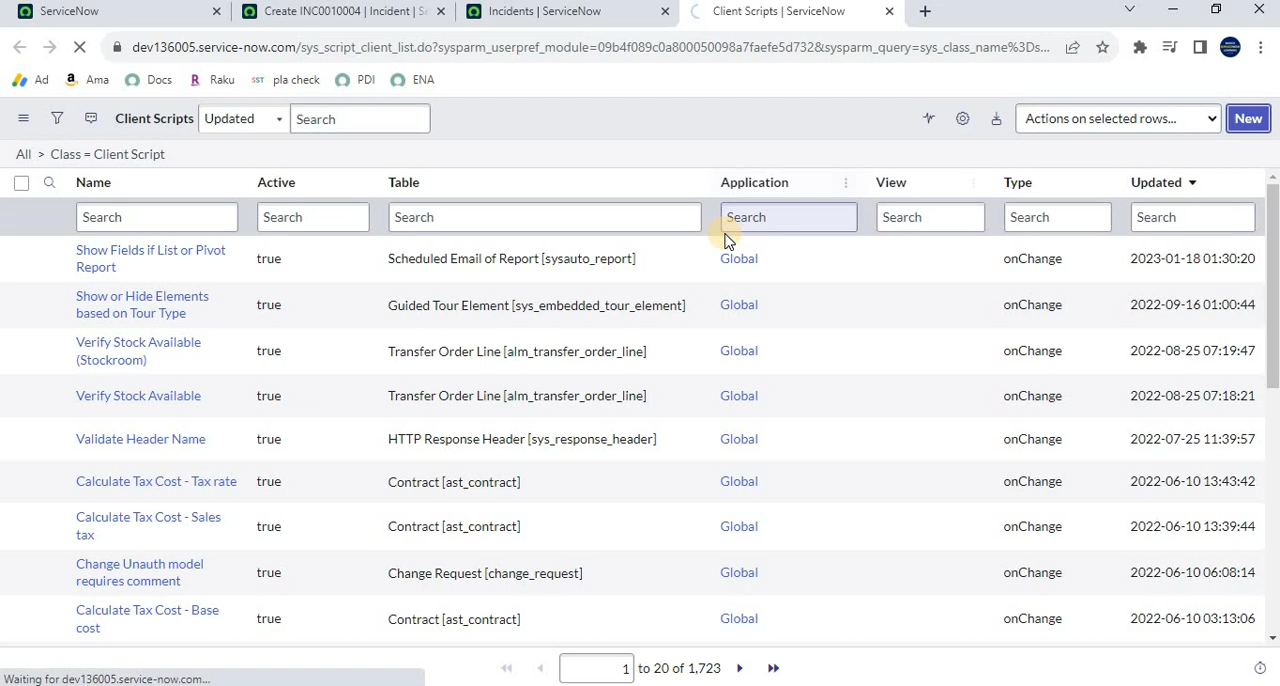 ServiceNow
Create INC0010004 | Incident | Se
Incidents | ServiceNow
Client Scripts | ServiceNow
dev136005.service-now.com/sys_script_client_list.do?sysparm_userpref_module=09b4f089c0a800050098a7faefe5d732&sysparm_query=sys_class_name%3Ds...
Ad
Ama
Docs
Raku
SST
pla check
PDI
ENA
Client Scripts
Updated
Search
Actions on selected rows...
New
All > Class = Client Script
Name Active Table Application View Type Updated
Search Search Search Search Search Search Search
Show Fields if List or Pivot
Report
true Scheduled Email of Report [sysauto_report] Global onChange 2023-01-18 01:30:20
Show or Hide Elements
based on Tour Type
true Guided Tour Element [sys_embedded_tour_element] Global onChange 2022-09-16 01:00:44
Verify Stock Available
(Stockroom)
true Transfer Order Line [alm_transfer_order_line] Global onChange 2022-08-25 07:19:47
Verify Stock Available true Transfer Order Line [alm_transfer_order_line] Global onChange 2022-08-25 07:18:21
Validate Header Name true HTTP Response Header [sys_response_header] Global onChange 2022-07-25 11:39:57
Calculate Tax Cost - Tax rate true Contract [ast_contract] Global onChange 2022-06-10 13:43:42
Calculate Tax Cost - Sales
tax
true Contract [ast_contract] Global onChange 2022-06-10 13:39:44
Change Unauth model
requires comment
true Change Request [change_request] Global onChange 2022-06-10 06:08:14
Calculate Tax Cost - Base
cost
true Contract [ast_contract] Global onChange 2022-06-10 03:13:06
1 to 20 of 1,723
Waiting for dev136005.service-now.com...